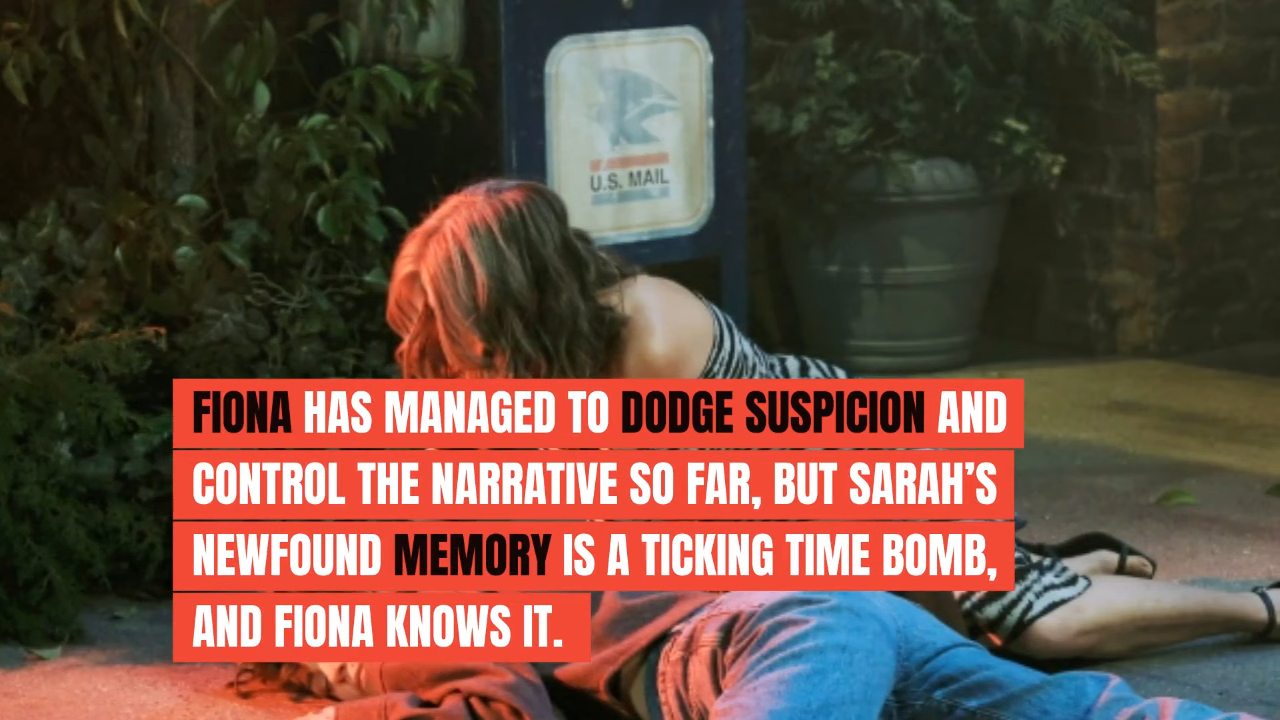 U.S. MAIL
FIONA HAS MANAGED TO DODGE SUSPICION AND
CONTROL THE NARRATIVE SO FAR, BUT SARAH’S
NEWFOUND MEMORY IS A TICKING TIME BOMB,
AND FIONA KNOWS IT.